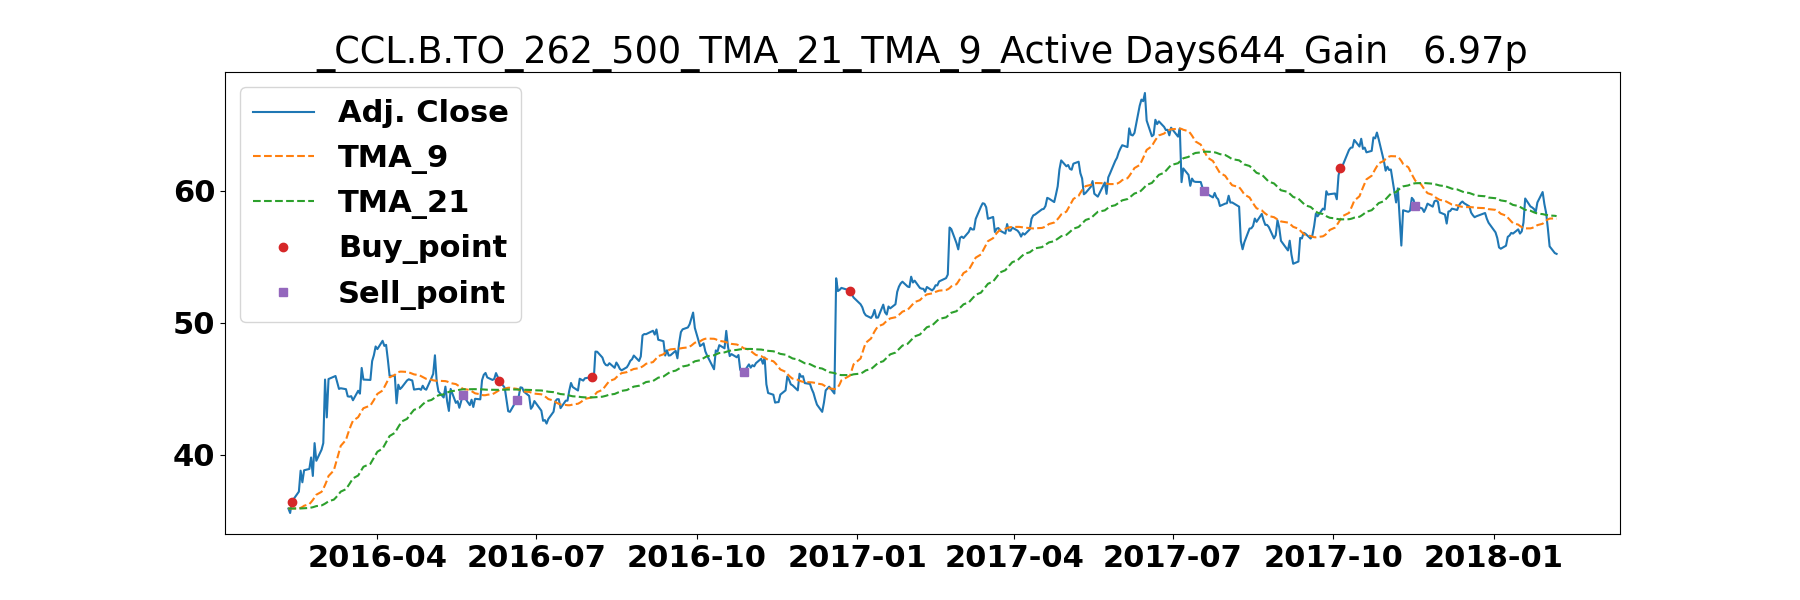 _CCL.B.TO_262_500_TMA_21_TMA_9_Active Days644_Gain   6.97p
Adj. Close
TMA_9
TMA_21
Buy_point
Sell_point
60
50
40
2016-04 2016-07 2016-10 2017-01 2017-04 2017-07 2017-10 2018-01